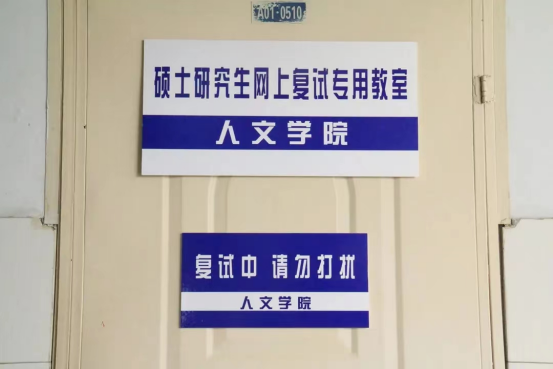 A01-0510
硕士研究生网上复试专用教室
人文学院
复试中 请勿打扰
人文学院